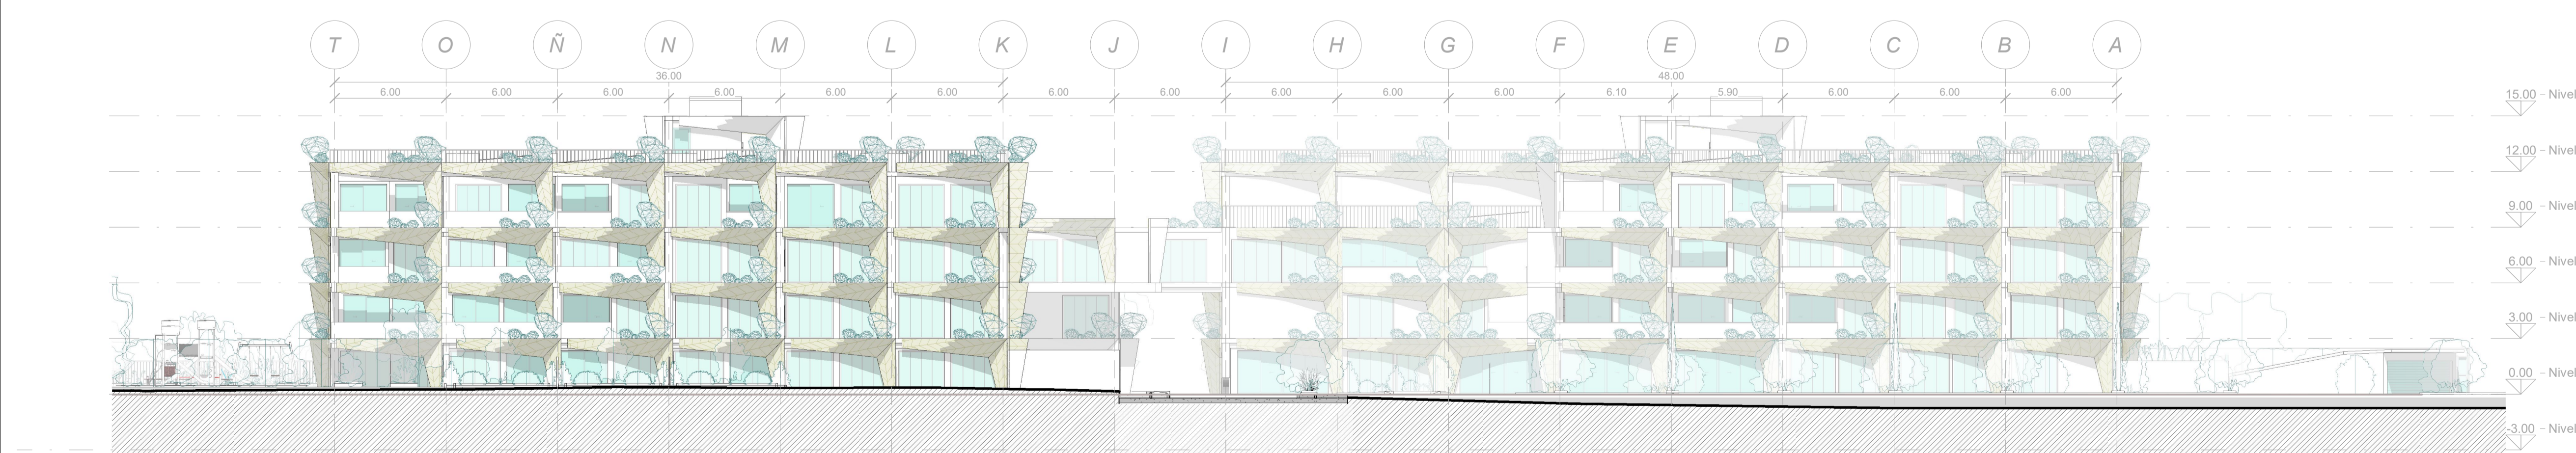 T O Ñ N M L K J I H G F E D C B A
36.00 48.00
6.00 6.00 6.00 6.00 6.00 6.00 6.00 6.00 6.00 6.00 6.00 6.10 5.90 6.00 6.00 6.00
15.00 - Nivel
12.00 - Nivel
9.00 - Nivel
6.00 - Nivel
3.00 - Nivel
0.00 - Nivel
-3.00 - Nivel